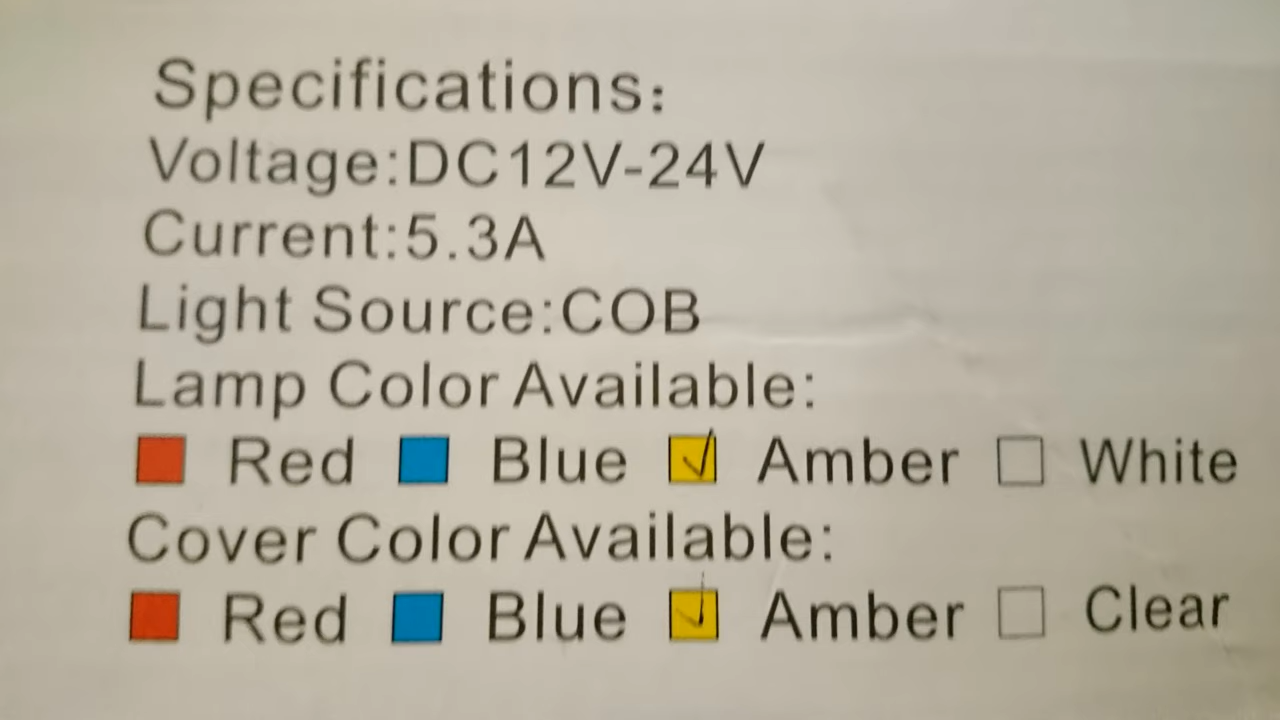 Specifications:
Voltage:DC12V-24V
Current:5.3A
Light Source:COB
Lamp Color Available:
Red Blue Amber White
Cover Color Available:
Red Blue Amber Clear